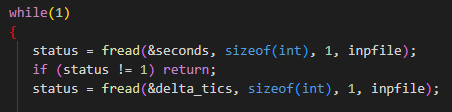 while(1)
{
status = fread(&seconds, sizeof(int), 1, inpfile);
if (status != 1) return;
status = fread(&delta_tics, sizeof(int), 1, inpfile);